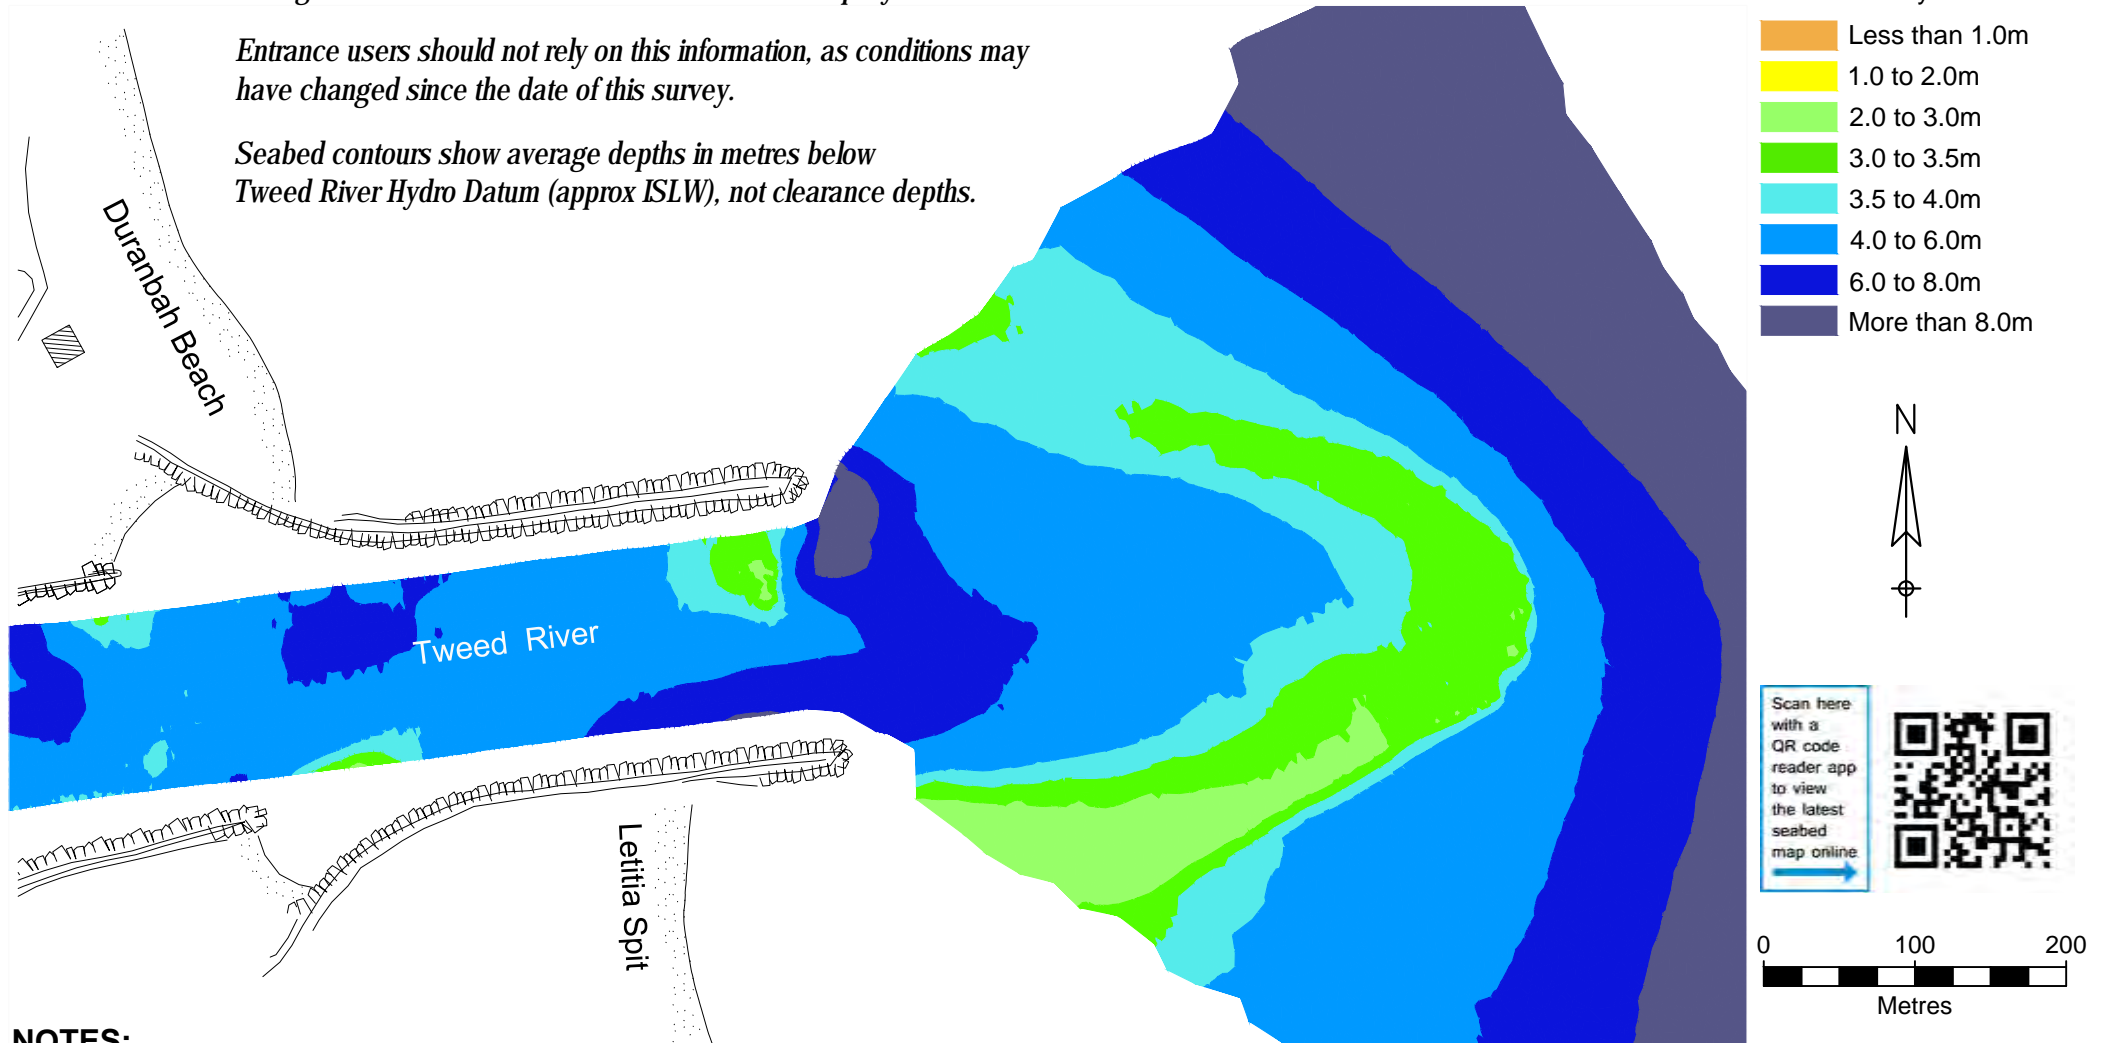 Entrance users should not rely on this information, as conditions may
have changed since the date of this survey.
Seabed contours show average depths in metres below
Tweed River Hydro Datum (approx ISLW), not clearance depths.
Less than 1.0m
1.0 to 2.0m
2.0 to 3.0m
3.0 to 3.5m
3.5 to 4.0m
4.0 to 6.0m
6.0 to 8.0m
More than 8.0m
Duranbah Beach
Tweed River
Letitia Spit
N
Scan here
with a
QR code
reader app
to view
the latest
seabed
map online
0 100 200
Metres
NOTES: